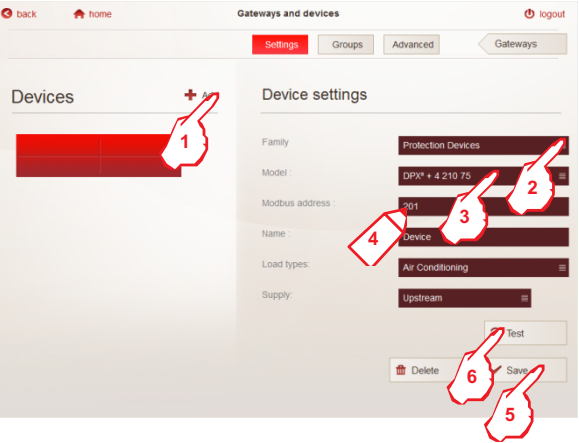 back
home
Gateways and devices
logout
Settings
Groups
Advanced
Gateways
Devices
Device settings
1
Family
Protection Devices
2
Model :
DPX³ + 4 210 75
3
Modbus address :
201
4
Name :
Device
Load types:
Air Conditioning
Supply:
Upstream
Test
Delete
6
Save
5